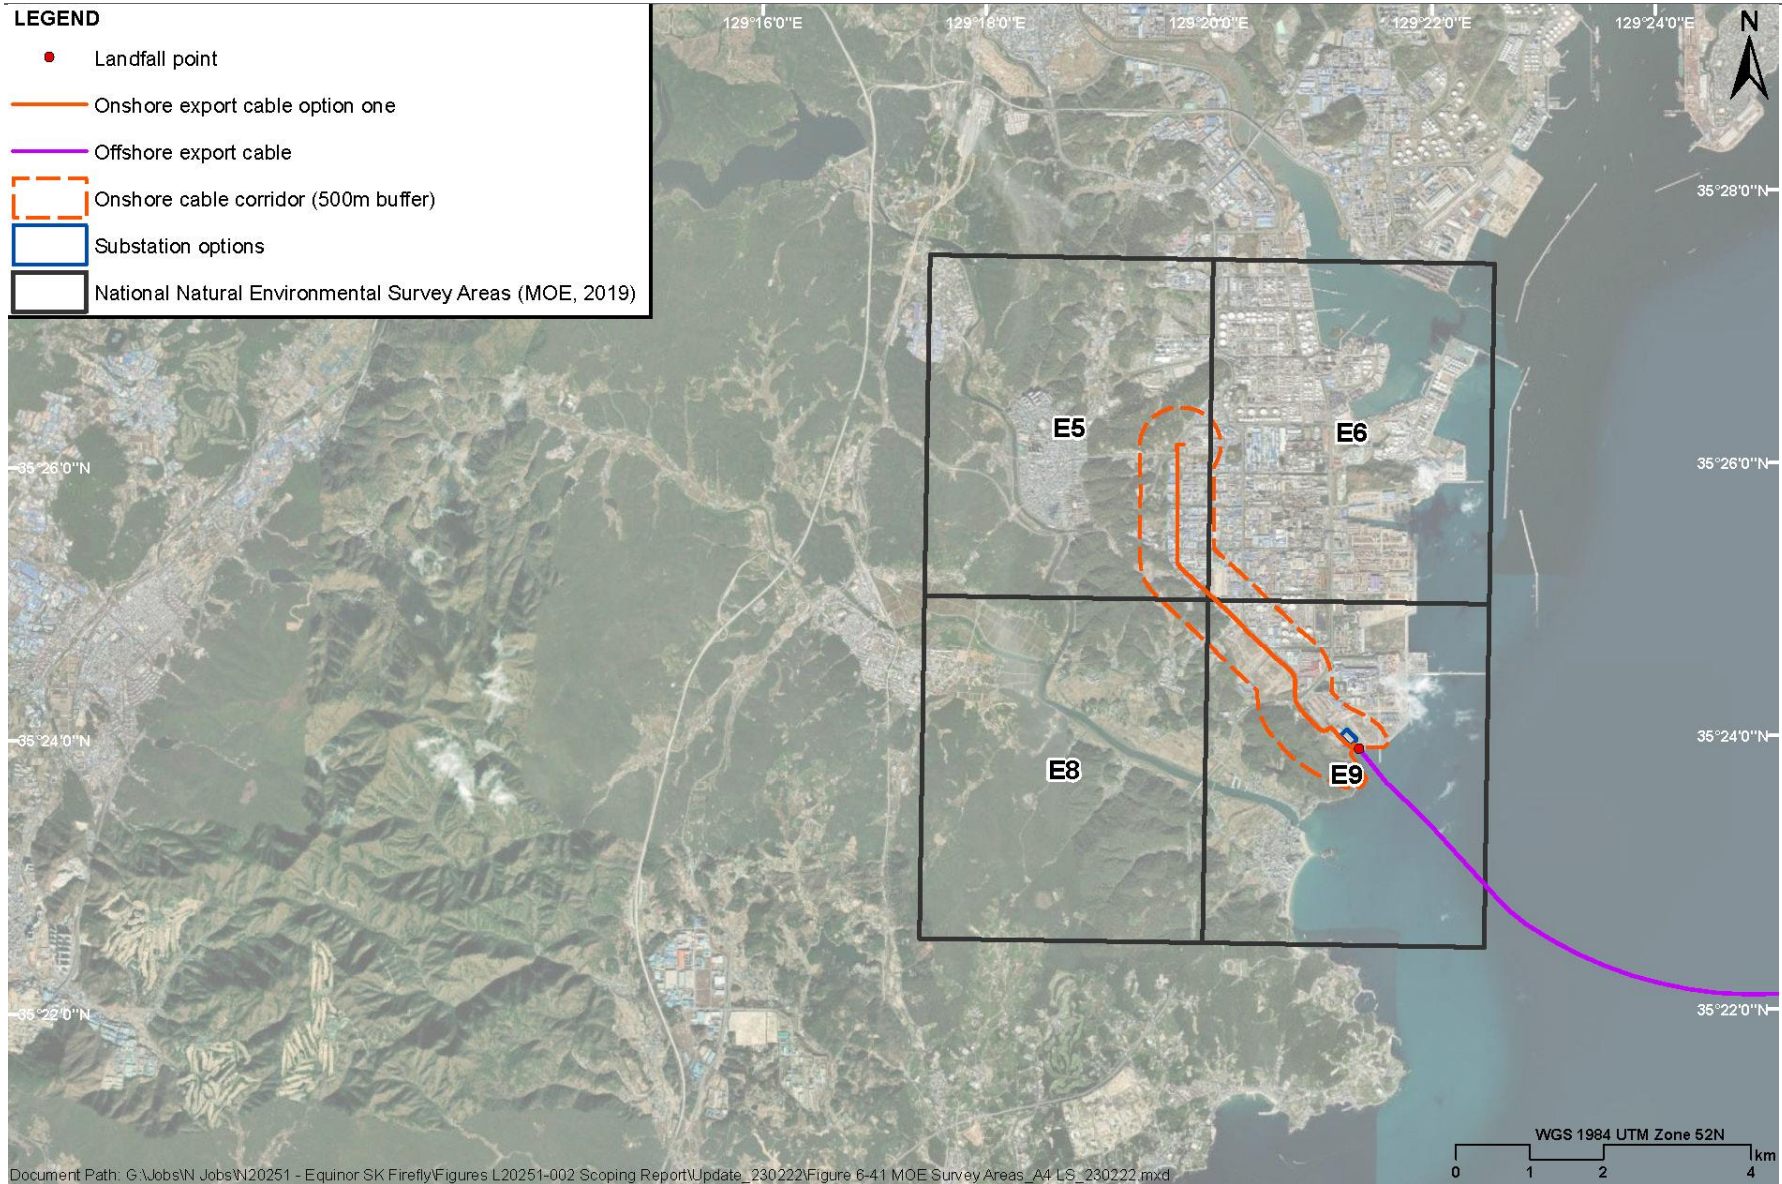 LEGEND
Landfall point
Onshore export cable option one
Offshore export cable
Onshore cable corridor (500m buffer)
Substation options
National Natural Environmental Survey Areas (MOE, 2019)
129°16'0"E 129°18'0"E 129°20'0"E 129°22'0"E 129°24'0"E
N
35°28'0"N
E5 E6
35°26'0"N 35°26'0"N
35°24'0"N 35°24'0"N
E8 E9
35°22'0"N 35°22'0"N
WGS 1984 UTM Zone 52N
km
0 1 2 4
Document Path: G:\Jobs\N Jobs\N20251 - Equinor SK Firefly\Figures L20251-002 Scoping Report\Update_230222\Figure 6-41 MOE Survey Areas_A4 LS_230222.mxd